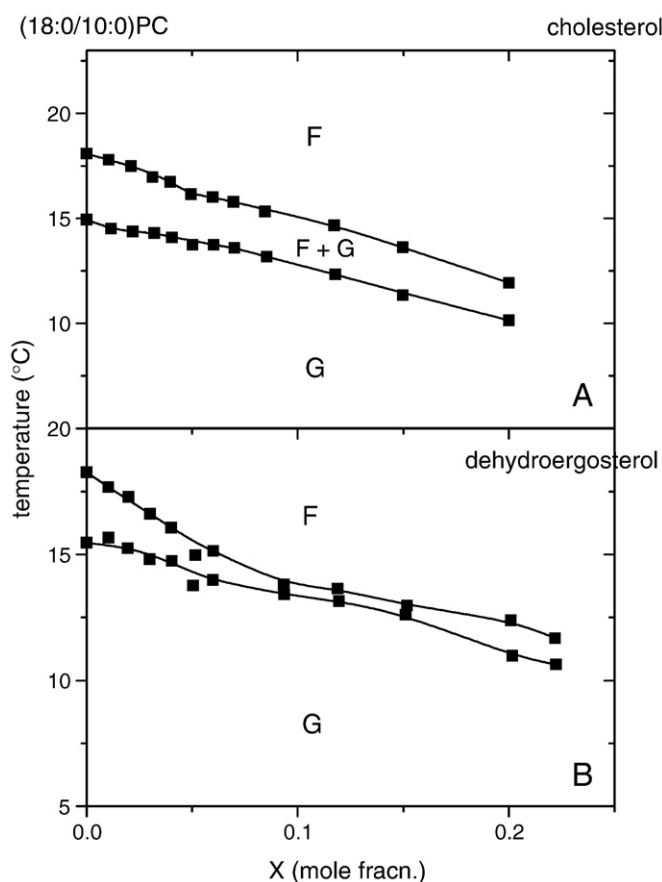 (18:0/10:0)PC cholesterol
20
F
15
F + G
10
G
A
temperature (°C)
20
dehydroergosterol
F
15
10
G
B
5
0.0 0.1 0.2
X (mole fracn.)